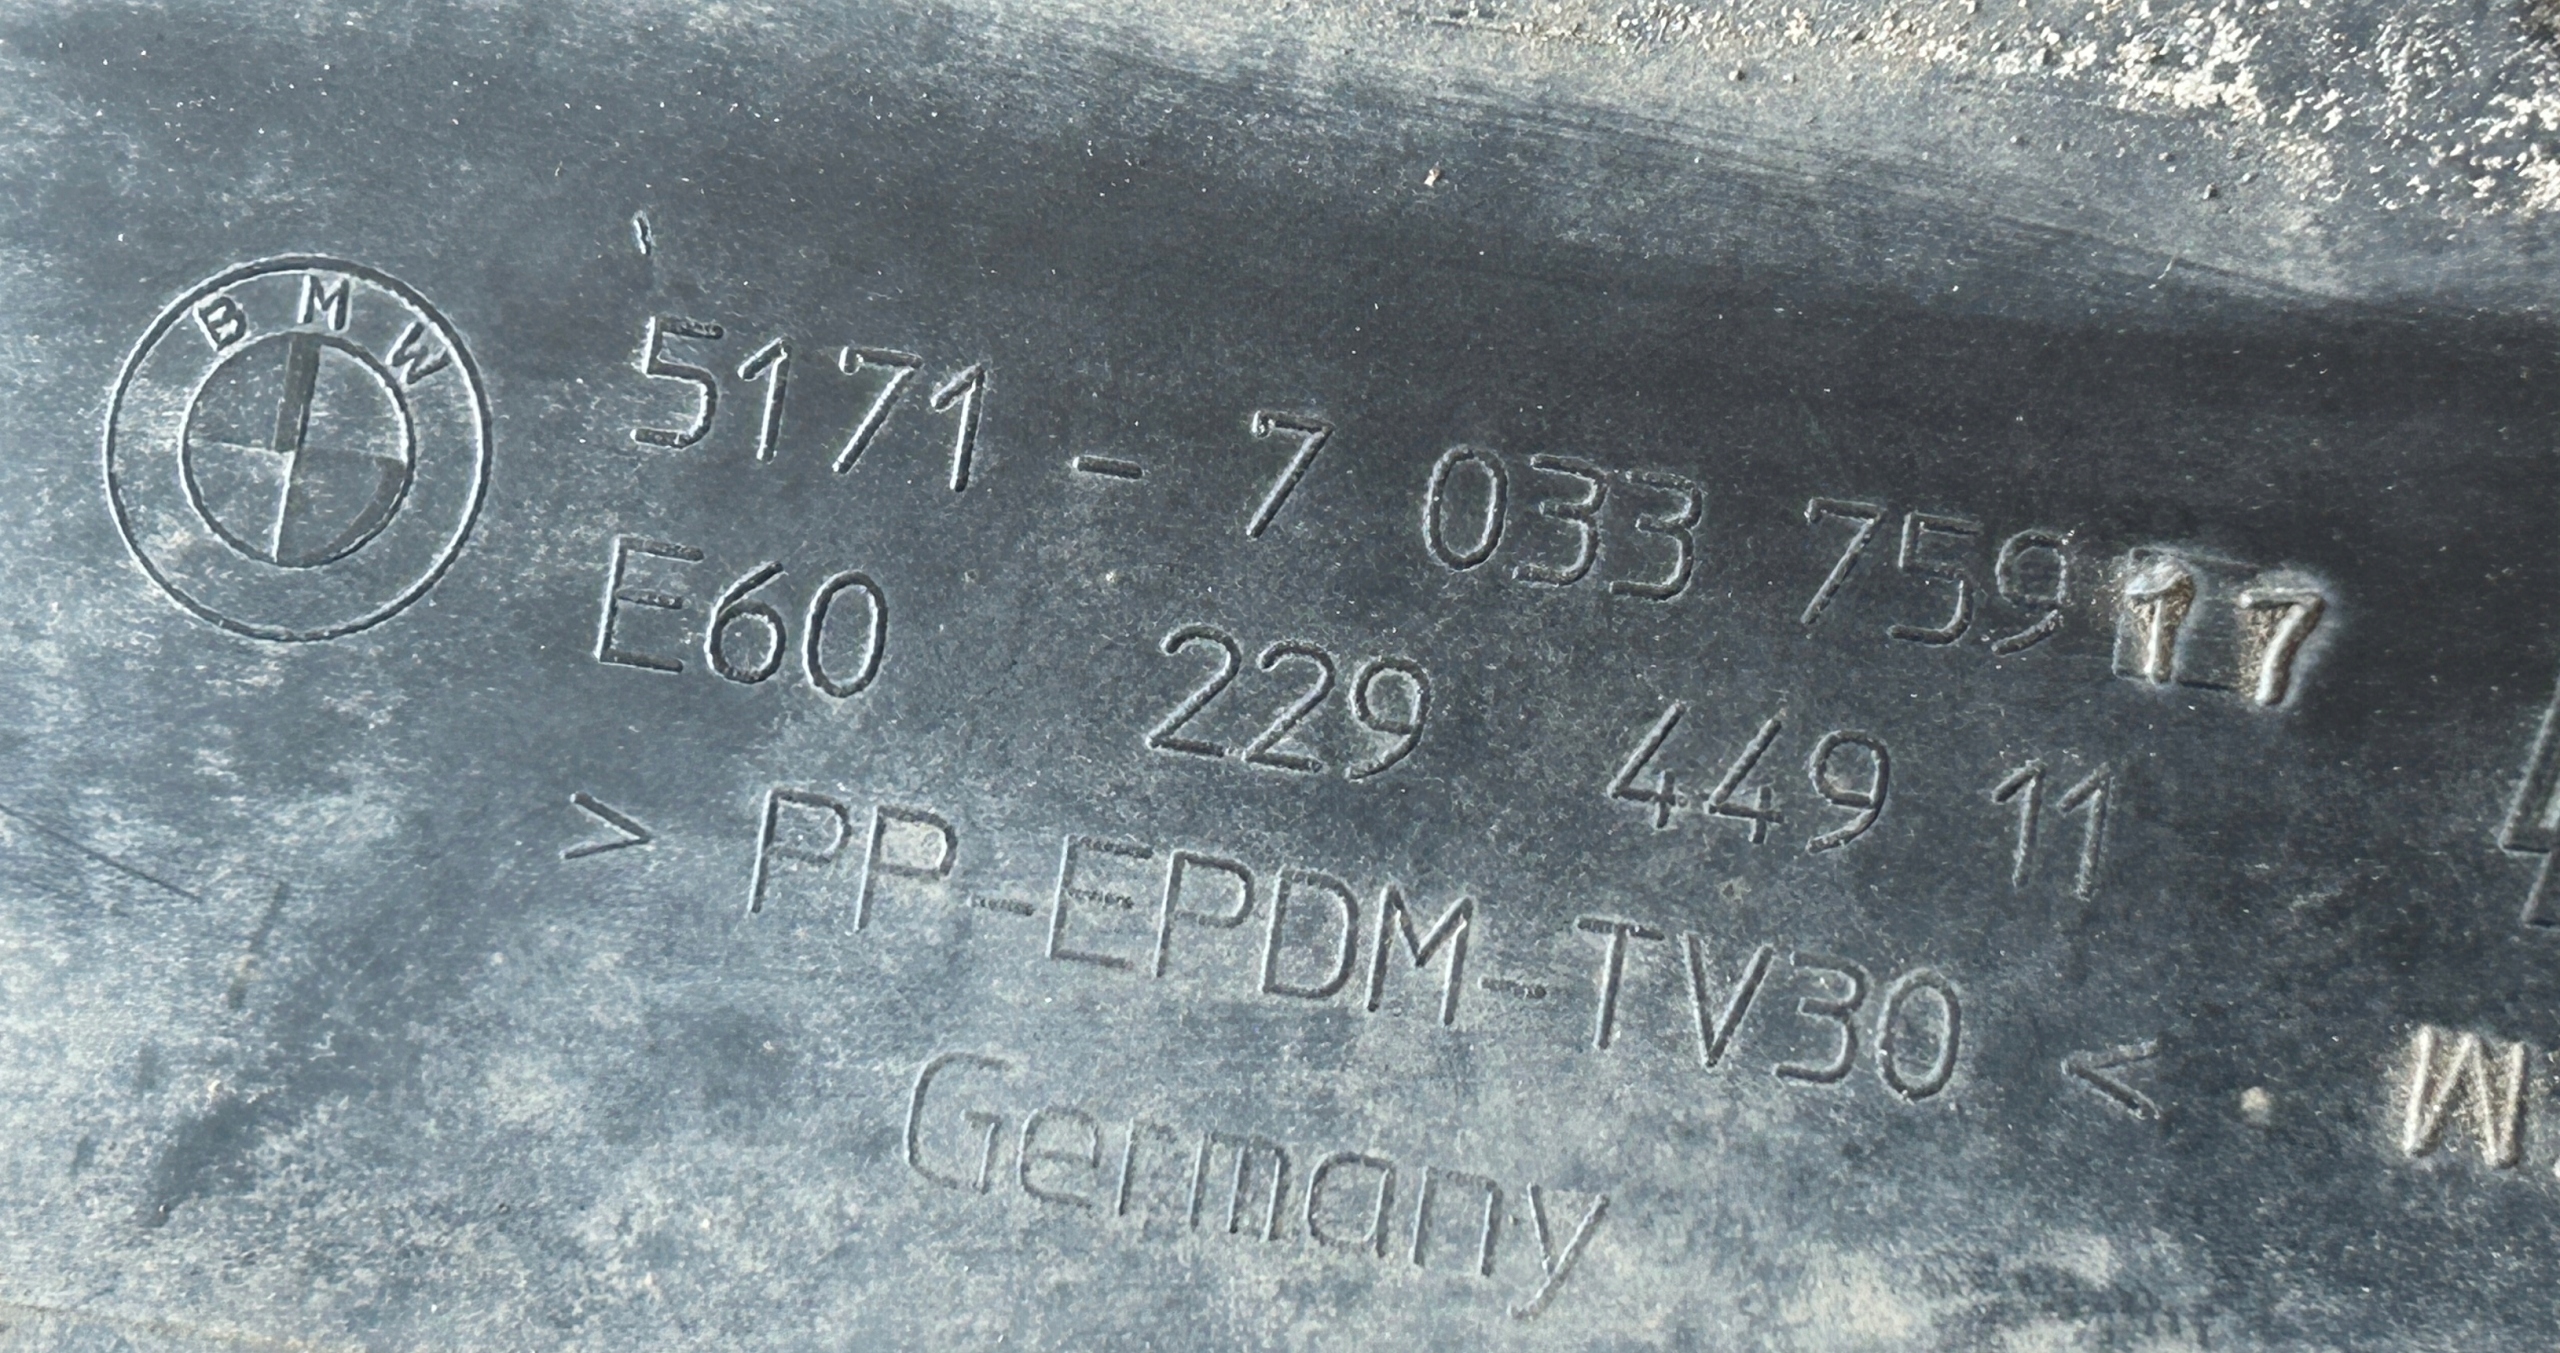 BMW
5171 - 7 033 759 17
E60 229 449 11
> PP-EPDM-TV30 <
Germany